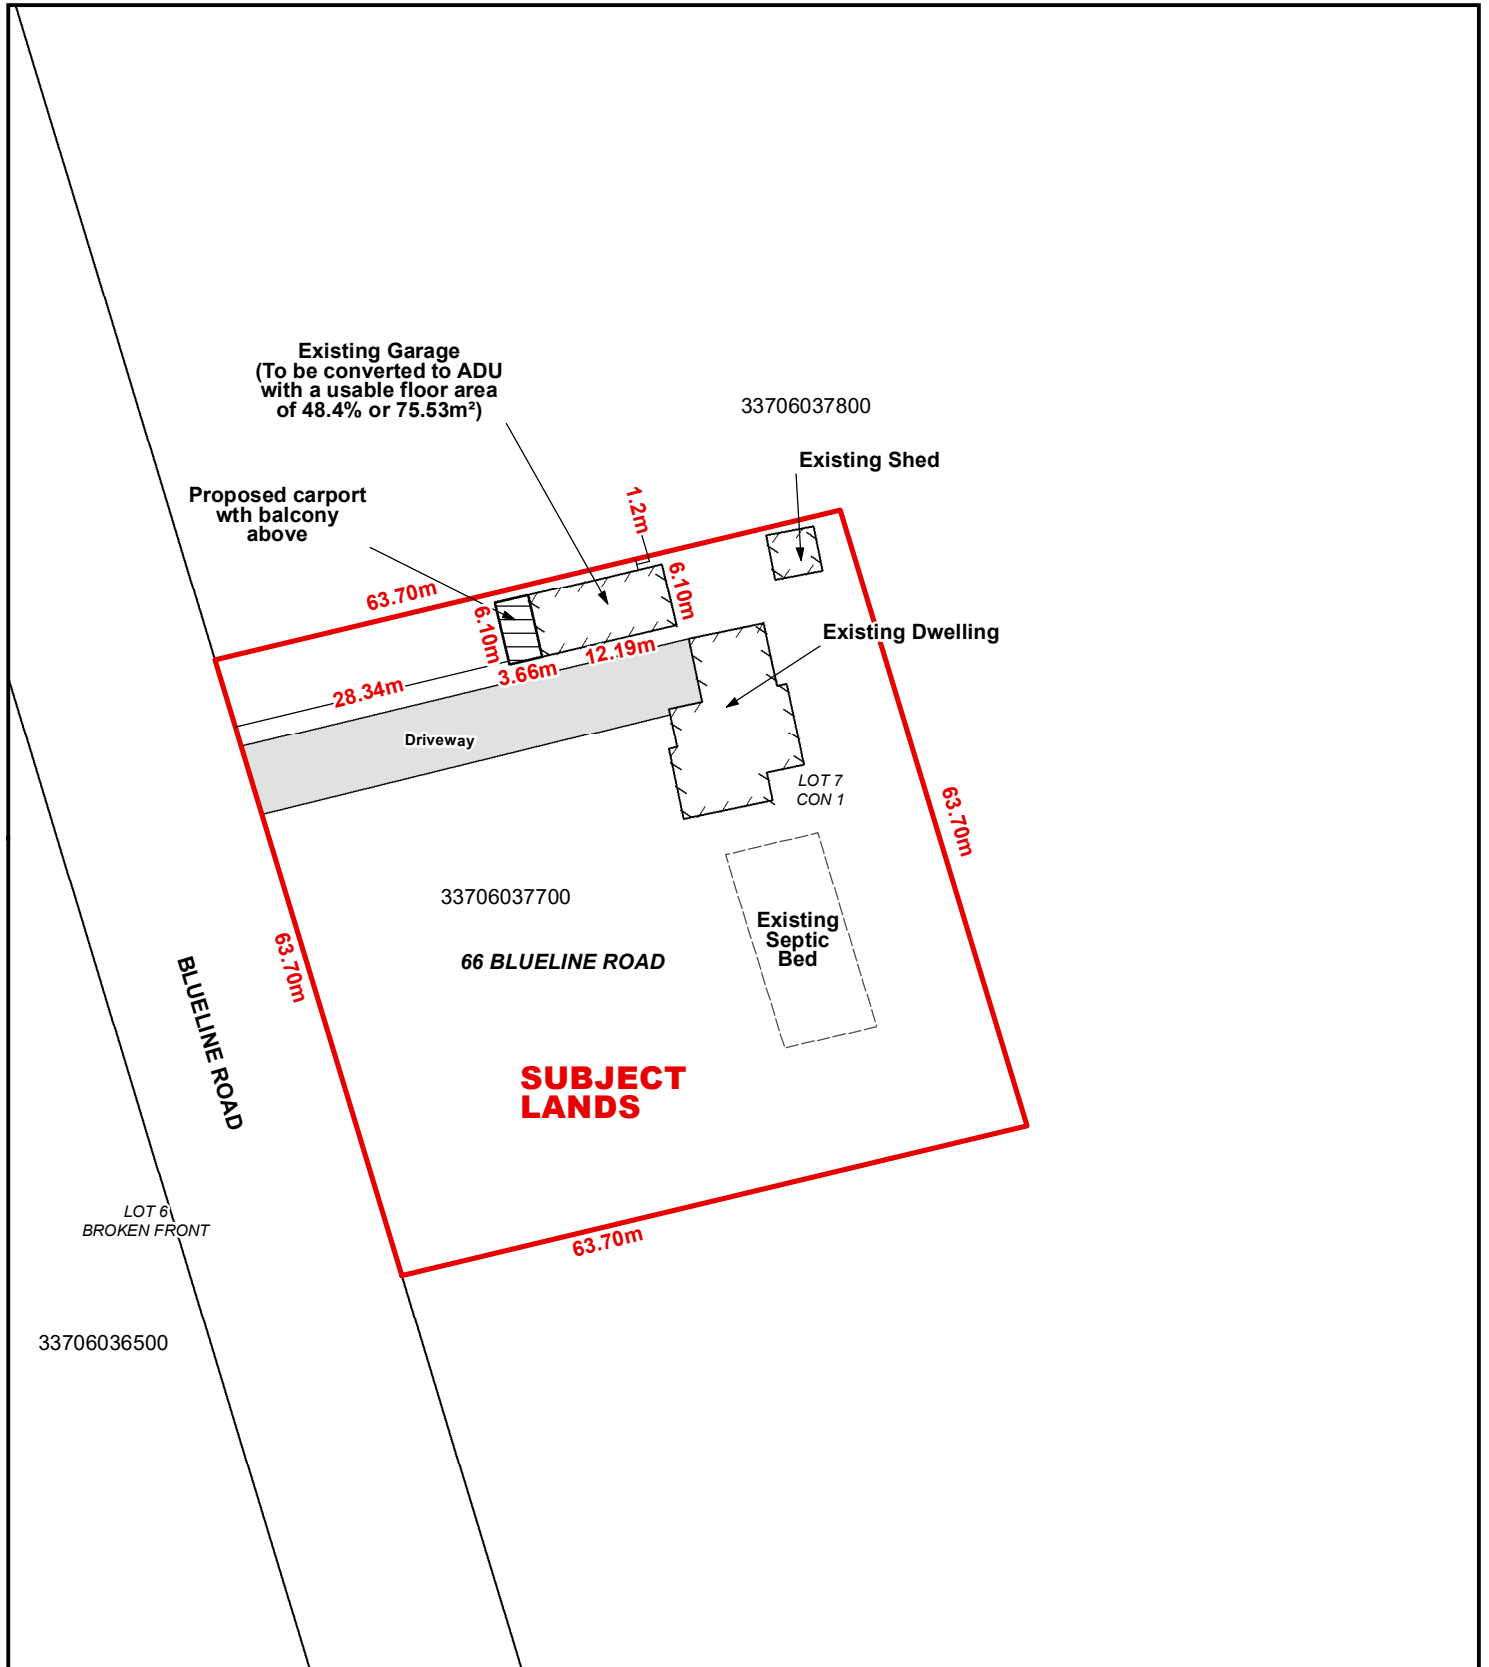 Existing Garage
(To be converted to ADU
with a usable floor area
of 48.4% or 75.53m²)
33706037800
Existing Shed
Proposed carport
wth balcony
above
1.2m
63.70m
6.10m
6.10m
Existing Dwelling
12.19m
3.66m
28.34m
Driveway
LOT 7
CON 1
63.70m
33706037700
Existing
Septic
Bed
66 BLUELINE ROAD
63.70m
BLUELINE ROAD
SUBJECT
LANDS
LOT 6
BROKEN FRONT
63.70m
33706036500